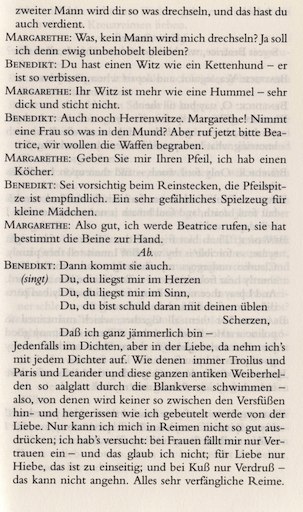 zweiter Mann wird dir so was drechseln, und das hast du
auch verdient.
MARGARETHE: Was, kein Mann wird mich drechseln? Ja soll
ich denn ewig unbehobelt bleiben?
BENEDIKT: Du hast einen Witz wie ein Kettenhund – er
ist so verbissen.
MARGARETHE: Ihr Witz ist mehr wie eine Hummel – sehr
dick und sticht nicht.
BENEDIKT: Auch noch Herrenwitze. Margarethe! Nimmt
eine Frau so was in den Mund? Aber ruf jetzt bitte Bea-
trice, wir wollen die Waffen begraben.
MARGARETHE: Geben Sie mir Ihren Pfeil, ich hab einen
Köcher.
BENEDIKT: Sei vorsichtig beim Reinstecken, die Pfeilspit-
ze ist empfindlich. Ein sehr gefährliches Spielzeug für
kleine Mädchen.
MARGARETHE: Also gut, ich werde Beatrice rufen, sie hat
bestimmt die Beine zur Hand.
Ab.
BENEDIKT: Dann kommt sie auch.
(singt) Du, du liegst mir im Herzen
Du, du liegst mir im Sinn,
Du, du bist schuld daran mit deinen üblen
Scherzen,
Daß ich ganz jämmerlich bin –
Jedenfalls im Dichten, aber in der Liebe, da nehm ich's
mit jedem Dichter auf. Wie denen immer Troilus und
Paris und Leander und diese ganzen antiken Weiberhel-
den so aalglatt durch die Blankverse schwimmen –
also, von denen wird keiner so zwischen den Versfüßen
hin- und hergerissen wie ich gebeutelt werde von der
Liebe. Nur kann ich mich in Reimen nicht so gut aus-
drücken; ich hab's versucht: bei Frauen fällt mir nur Ver-
trauen ein – und das glaub ich nicht; für Liebe nur
Hiebe, das ist zu einseitig; und bei Kuß nur Verdruß –
das kann nicht angehn. Alles sehr verfängliche Reime.